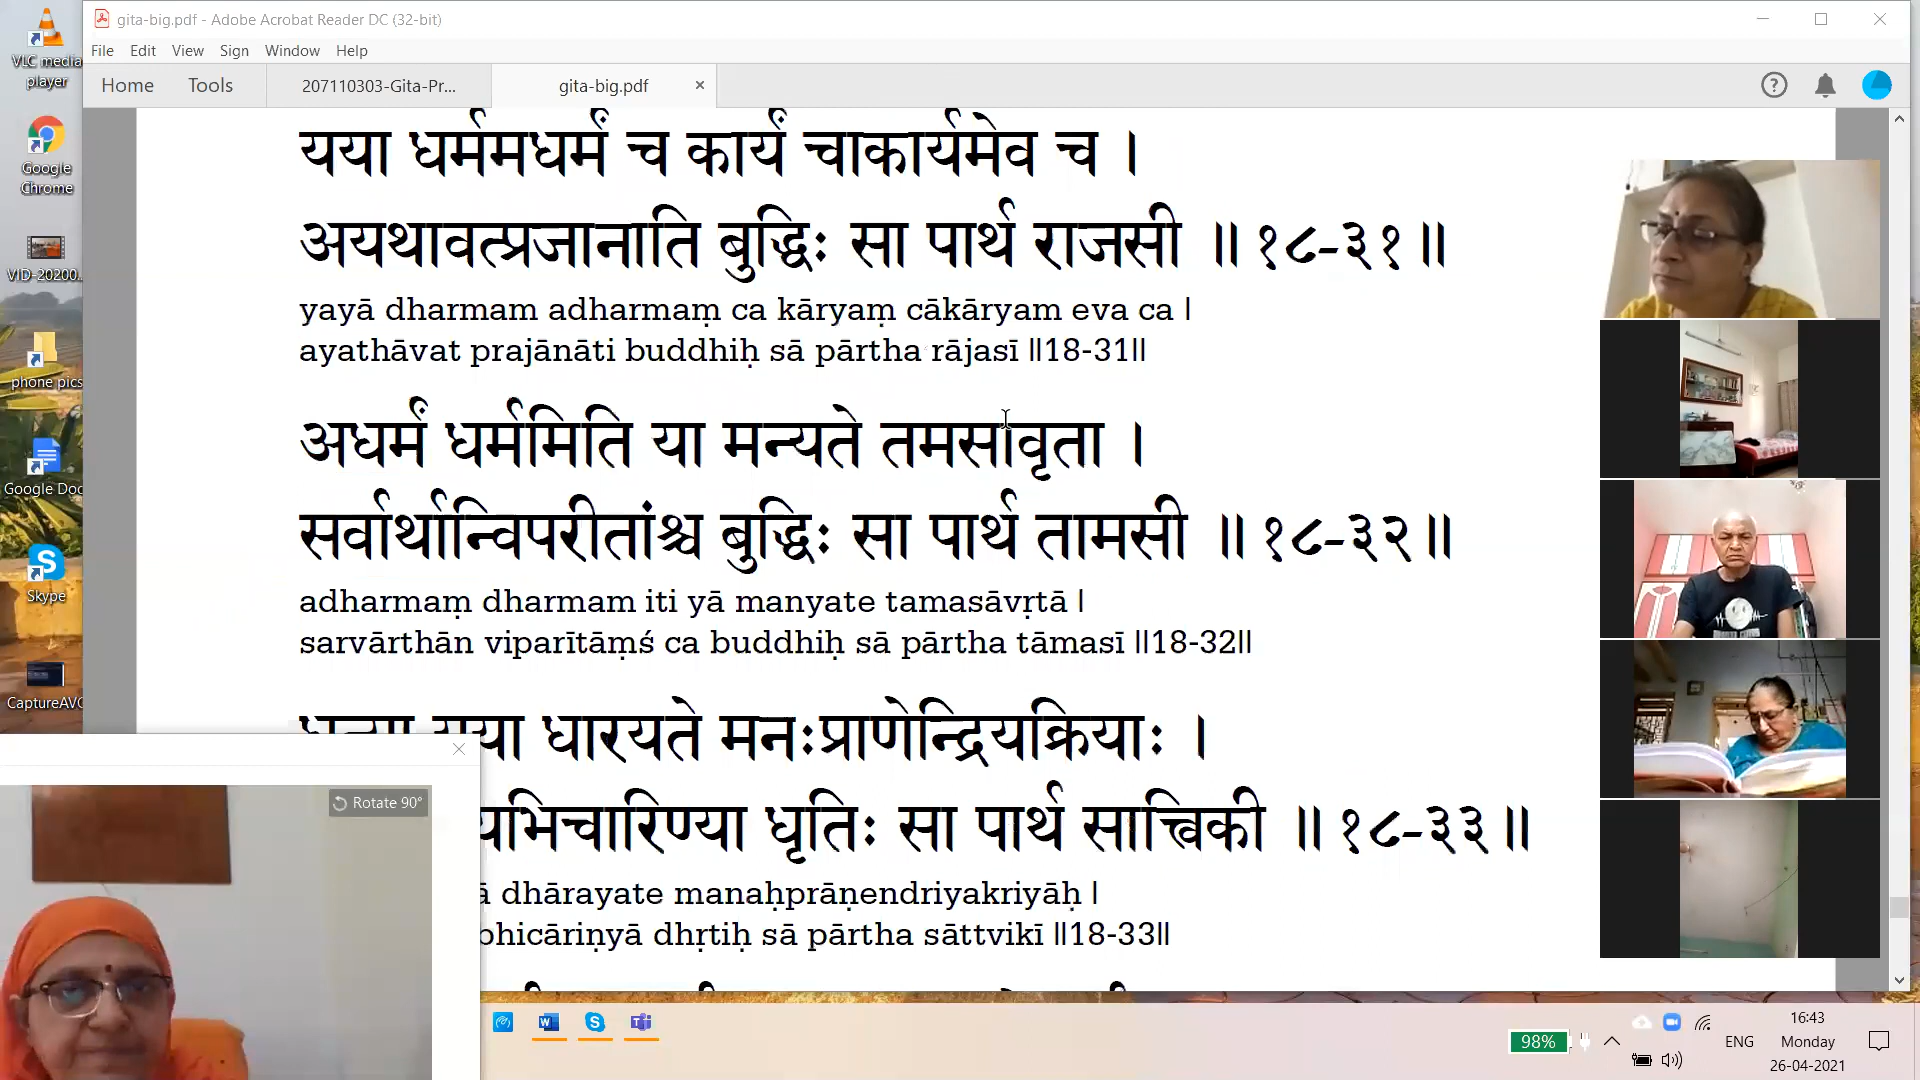 gita-big.pdf - Adobe Acrobat Reader DC (32-bit)
File Edit View Sign Window Help
Home Tools 207110303-Gita-Pr... gita-big.pdf
VLC media player
Google Chrome
VID-20200...
phone pics
Google Doc
Skype
CaptureAVC
यया धर्ममधर्मं च कार्यं चाकार्यमेव च ।
अयथावत्प्रजानाति बुद्धिः सा पार्थ राजसी ॥ १८-३१॥
yayā dharmam adharmaṃ ca kāryaṃ cākāryam eva ca |
ayathāvat prajānāti buddhiḥ sā pārtha rājasī ||18-31||
अधर्मं धर्ममिति या मन्यते तमसावृता ।
सर्वार्थान्विपरीतांश्च बुद्धिः सा पार्थ तामसी ॥ १८-३२॥
adharmaṃ dharmam iti yā manyate tamasāvṛtā |
sarvārthān viparītāṃś ca buddhiḥ sā pārtha tāmasī ||18-32||
धारयते मनःप्राणेन्द्रियक्रियाः ।
यभिचारिण्या धृतिः सा पार्थ सात्त्विकी ॥ १८-३३॥
ā dhārayate manaḥprāṇendriyakriyāḥ |
bhicāriṇyā dhṛtiḥ sā pārtha sāttvikī ||18-33||
Rotate 90°
98%
ENG
16:43
Monday
26-04-2021